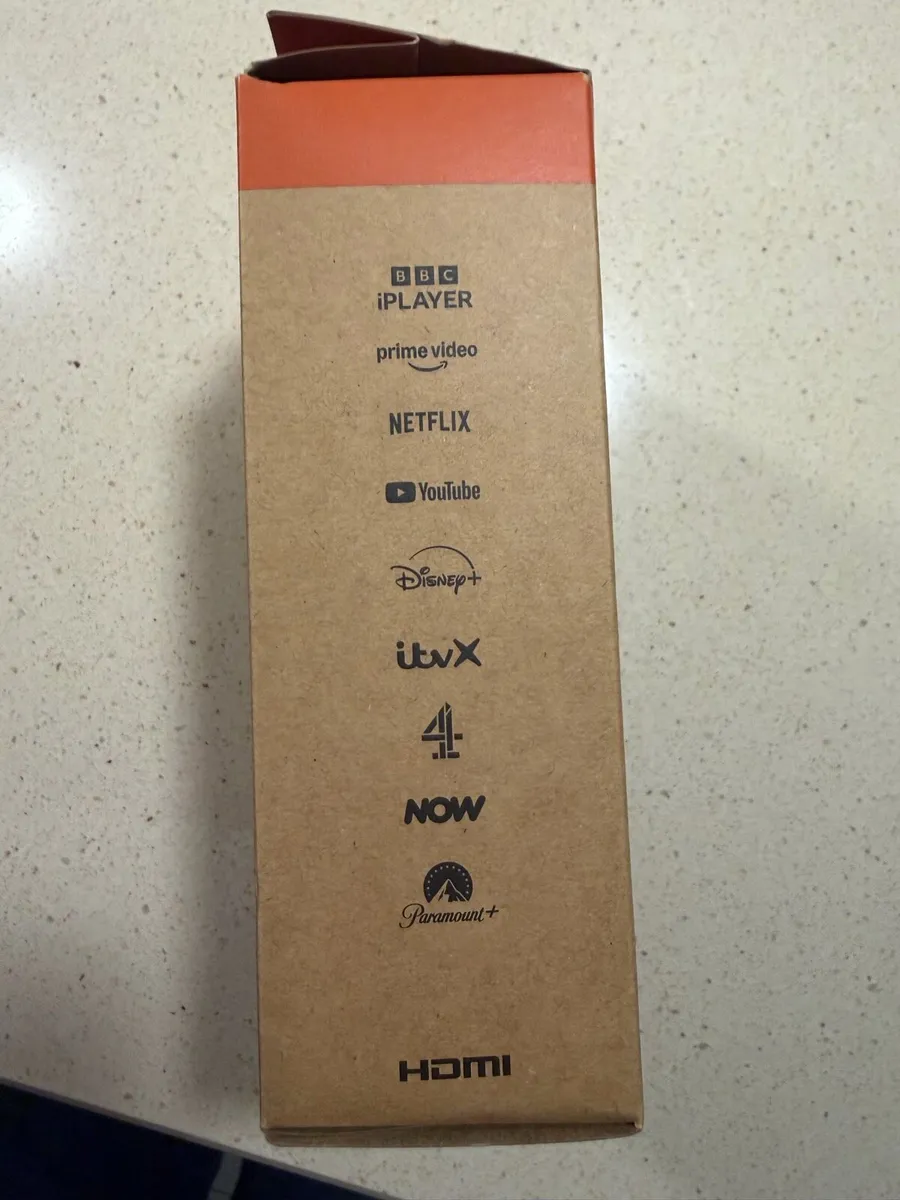 BBC
iPLAYER
prime video
NETFLIX
YouTube
Disney+
itvX
4
NOW
Paramount+
HDMI